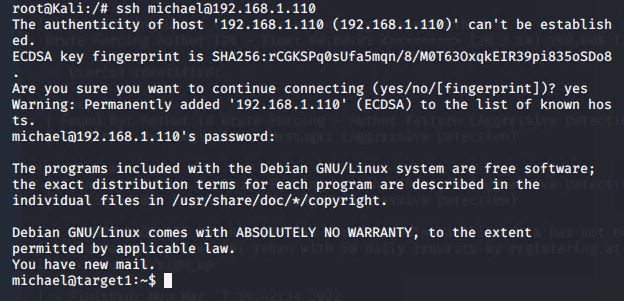 root@Kali:/# ssh michael@192.168.1.110
The authenticity of host '192.168.1.110 (192.168.1.110)' can't be establish
ed.
ECDSA key fingerprint is SHA256:rCGKSPq0sUfa5mqn/8/M0T63OxqkEIR39pi835oSDo8
.
Are you sure you want to continue connecting (yes/no/[fingerprint])? yes
Warning: Permanently added '192.168.1.110' (ECDSA) to the list of known hos
ts.
michael@192.168.1.110's password:
The programs included with the Debian GNU/Linux system are free software;
the exact distribution terms for each program are described in the
individual files in /usr/share/doc/*/copyright.
Debian GNU/Linux comes with ABSOLUTELY NO WARRANTY, to the extent
permitted by applicable law.
You have new mail.
michael@target1:~$